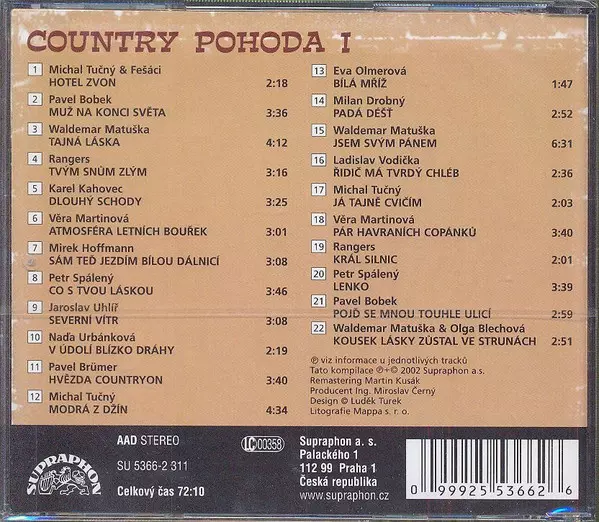 COUNTRY POHODA I
1 Michal Tučný & Fešáci
HOTEL ZVON 2:18
2 Pavel Bobek
MUŽ NA KONCI SVĚTA 3:36
3 Waldemar Matuška
TAJNÁ LÁSKA 4:12
4 Rangers
TVÝM SNŮM ZLÝM 3:16
5 Karel Kahovec
DLOUHÝ SCHODY 3:25
6 Věra Martinová
ATMOSFÉRA LETNÍCH BOUŘEK 3:01
7 Mirek Hoffmann
SÁM TEĎ JEZDÍM BÍLOU DÁLNICÍ 3:08
8 Petr Spálený
CO S TVOU LÁSKOU 4:16
9 Jaroslav Uhlíř
SEVERNÍ VÍTR 3:08
10 Naďa Urbánková
V ÚDOLÍ BLÍZKO DRÁHY 2:19
11 Pavel Brümer
HVĚZDA COUNTRYON 3:40
12 Michal Tučný
MODRÁ Z DŽÍN 4:34
13 Eva Olmerová
BÍLÁ MŘÍŽ 1:47
14 Milan Drobný
PADÁ DÉŠŤ 2:52
15 Waldemar Matuška
JSEM SVÝM PÁNEM 6:31
16 Ladislav Vodička
ŘIDIČ MÁ TVRDÝ CHLÉB 2:36
17 Michal Tučný
JÁ TAJNĚ CVIČÍM 2:03
18 Věra Martinová
PÁR HAVRANÍCH COPÁNKŮ 3:40
19 Rangers
KRÁL SILNIC 2:01
20 Petr Spálený
LENKO 3:39
21 Pavel Bobek
POJĎ SE MNOU TOUHLE ULICÍ 2:59
22 Waldemar Matuška & Olga Blechová
KOUSEK LÁSKY ZŮSTAL VE STRUNÁCH 2:51
℗ viz informace u jednotlivých tracků
Tato kompilace ℗+© 2002 Supraphon a.s.
Remastering Martin Kusák
Producent Ing. Miroslav Černý
Design © Luděk Turek
Litografie Mappa s. r. o.
SUPRAPHON
AAD STEREO
SU 5366-2 311
Celkový čas 72:10
LC 00358
Supraphon a. s.
Palackého 1
112 99 Praha 1
Česká republika
www.supraphon.cz
0 99925 53662 6